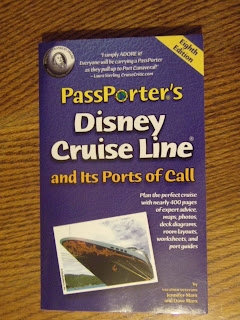 "I simply ADORE it!
Everyone will be carrying a PassPorter
as they pull up to Port Canaveral!"
Eighth
Edition
PassPorter's
Disney
Cruise Line®
and Its Ports of Call
Plan the perfect cruise
with nearly 400 pages
of expert advice,
maps, photos,
deck diagrams,
room layouts,
worksheets, and
port guides
by
Jennifer Marx
and Dave Marx